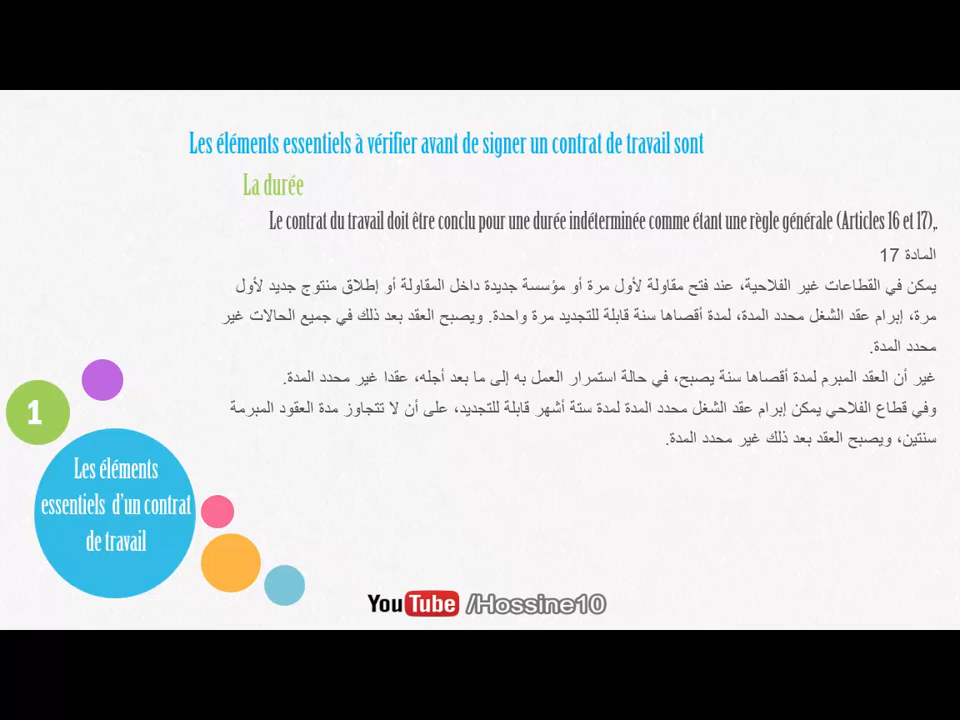 Les éléments essentiels à vérifier avant de signer un contrat de travail sont
La durée
Le contrat du travail doit être conclu pour une durée indéterminée comme étant une règle générale (Articles 16 et 17),.
المادة 17
يمكن في القطاعات غير الفلاحية، عند فتح مقاولة لأول مرة أو مؤسسة جديدة داخل المقاولة أو إطلاق منتوج جديد لأول
مرة، إبرام عقد الشغل محدد المدة، لمدة أقصاها سنة قابلة للتجديد مرة واحدة. ويصبح العقد بعد ذلك في جميع الحالات غير
محدد المدة.
غير أن العقد المبرم لمدة أقصاها سنة يصبح، في حالة استمرار العمل به إلى ما بعد أجله، عقدا غير محدد المدة.
وفي قطاع الفلاحي يمكن إبرام عقد الشغل محدد المدة لمدة ستة أشهر قابلة للتجديد، على أن لا تتجاوز مدة العقود المبرمة
سنتين، ويصبح العقد بعد ذلك غير محدد المدة.
1
Les éléments
essentiels d'un contrat
de travail
YouTube /Hossine10